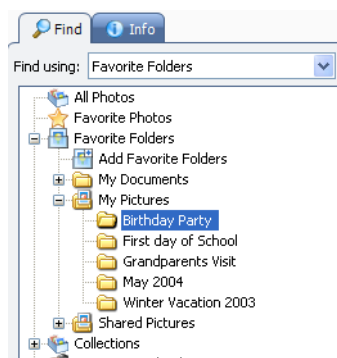 Find Info
Find using: Favorite Folders
All Photos
Favorite Photos
Favorite Folders
Add Favorite Folders
My Documents
My Pictures
Birthday Party
First day of School
Grandparents Visit
May 2004
Winter Vacation 2003
Shared Pictures
Collections